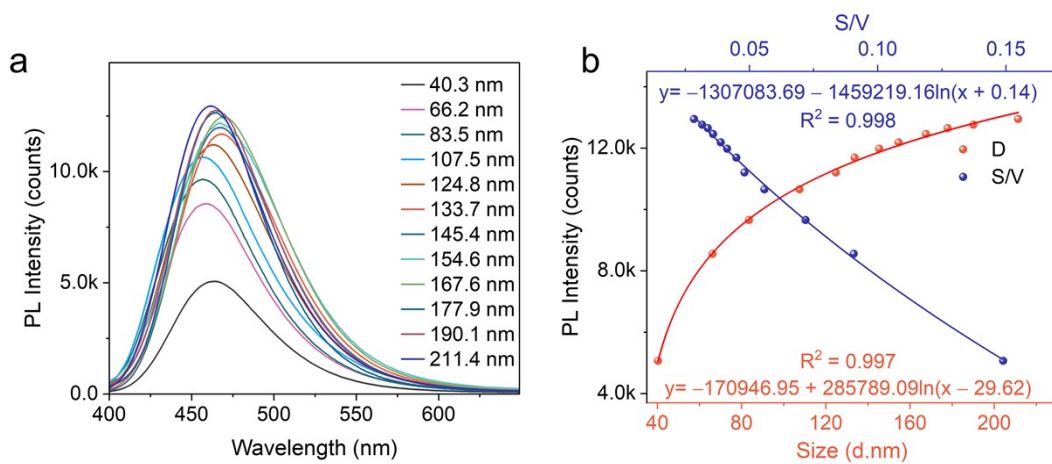 a
PL Intensity (counts)
10.0k
5.0k
0.0
400
450
500
550
600
Wavelength (nm)
40.3 nm
66.2 nm
83.5 nm
107.5 nm
124.8 nm
133.7 nm
145.4 nm
154.6 nm
167.6 nm
177.9 nm
190.1 nm
211.4 nm
b
S/V
0.05
0.10
0.15
PL Intensity (counts)
12.0k
8.0k
4.0k
y= −1307083.69 − 1459219.16ln(x + 0.14)
R² = 0.998
D
S/V
R² = 0.997
y= −170946.95 + 285789.09ln(x − 29.62)
40
80
120
160
200
Size (d.nm)